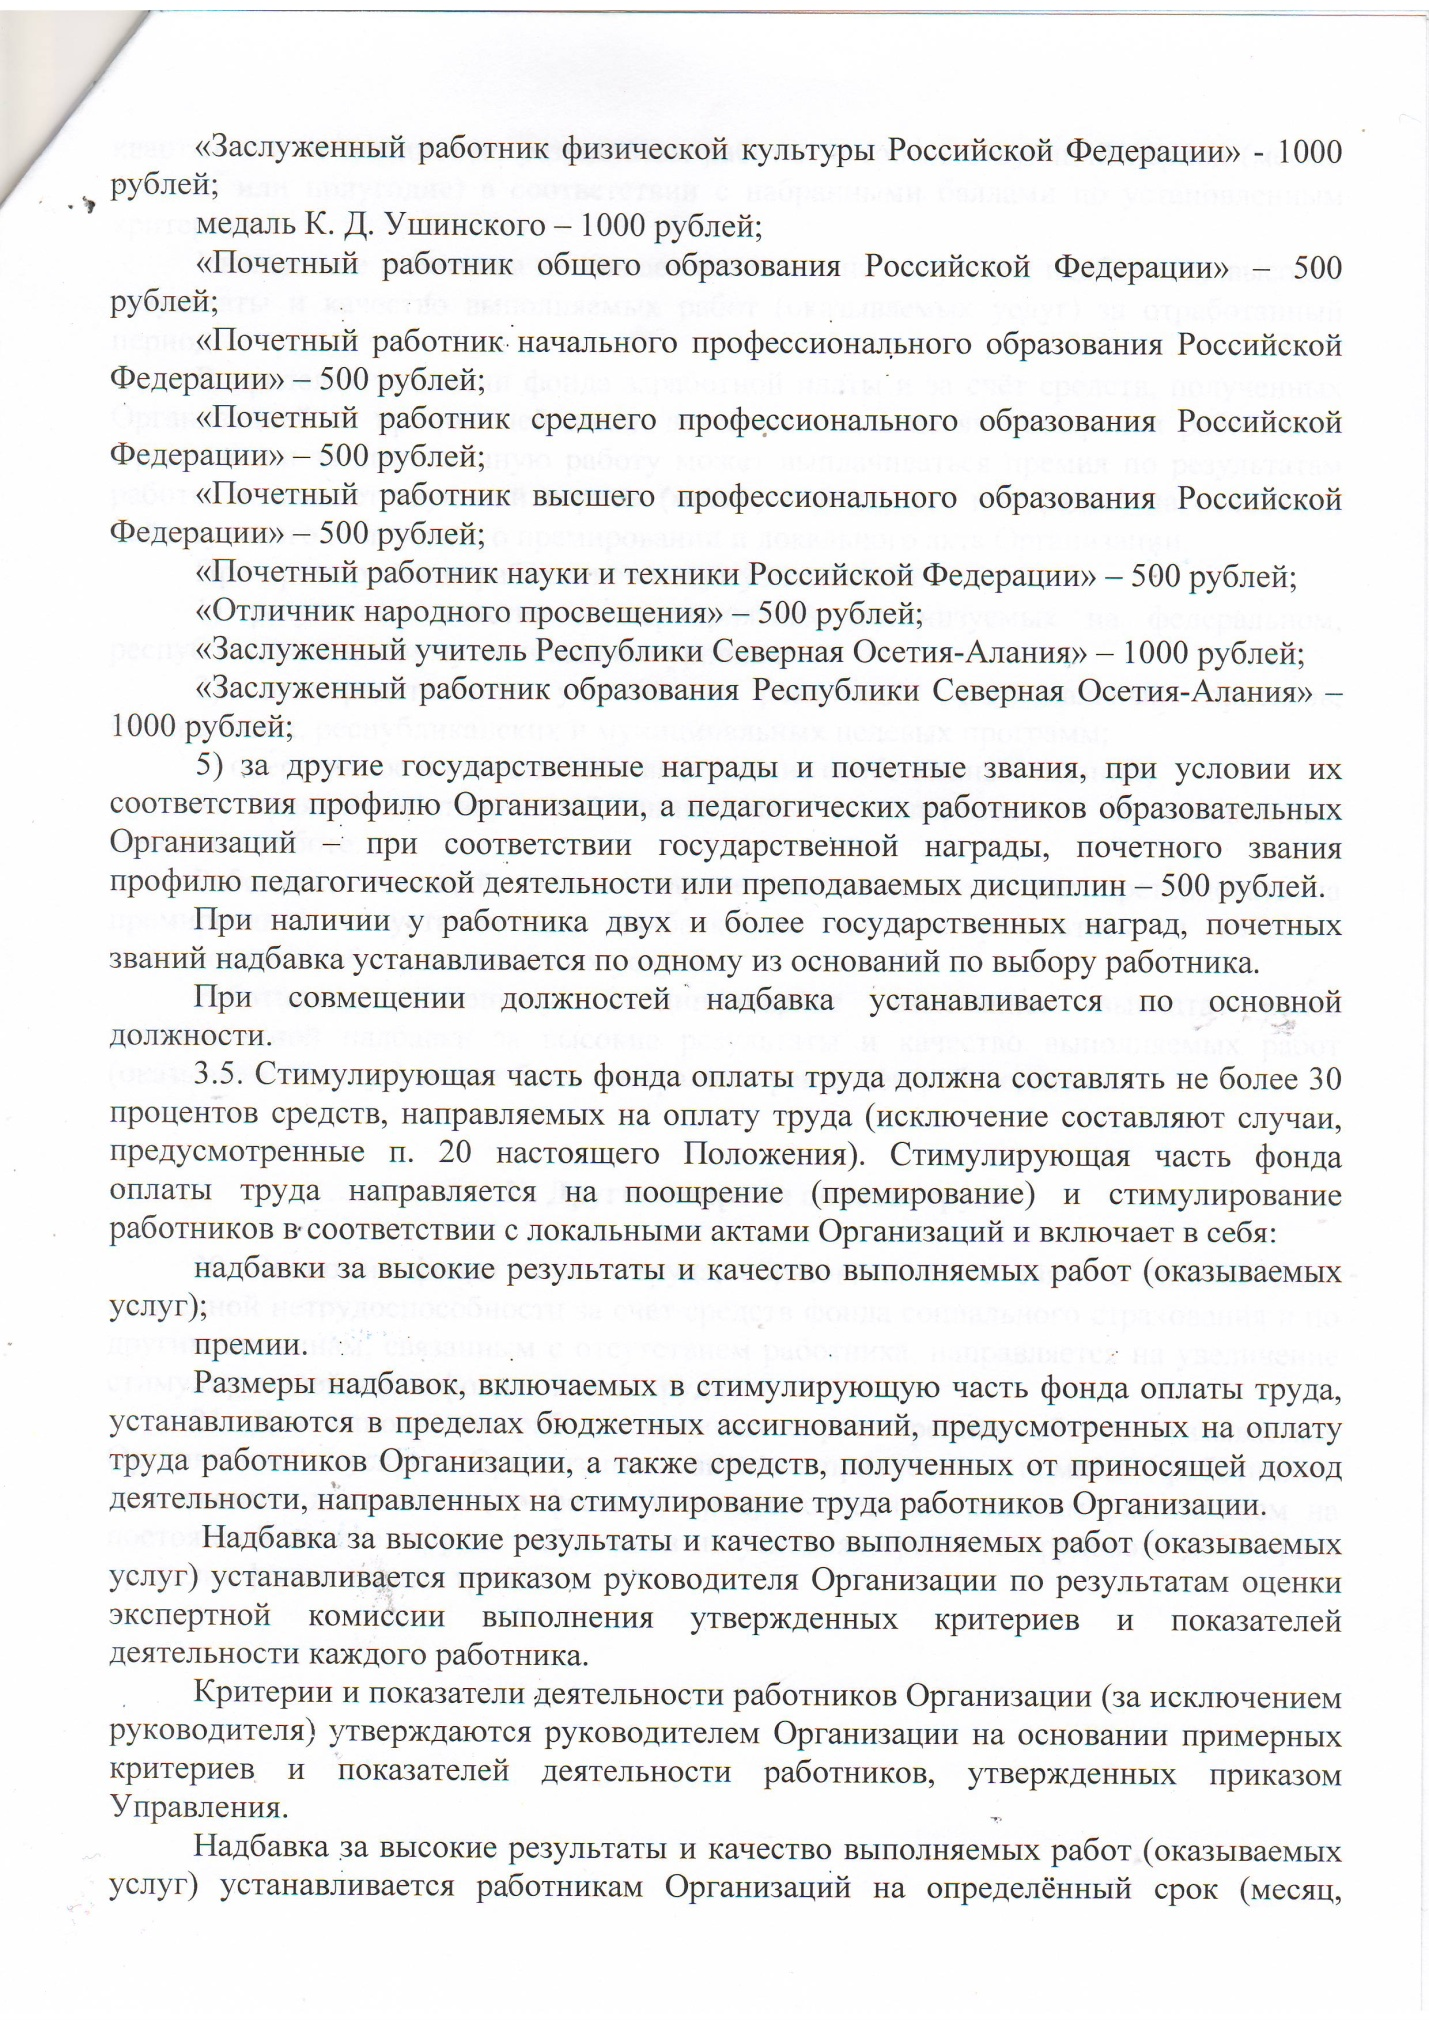 «Заслуженный работник физической культуры Российской Федерации» - 1000
рублей;
медаль К. Д. Ушинского – 1000 рублей;
«Почетный работник общего образования Российской Федерации» – 500
рублей;
«Почетный работник начального профессионального образования Российской
Федерации» – 500 рублей;
«Почетный работник среднего профессионального образования Российской
Федерации» – 500 рублей;
«Почетный работник высшего профессионального образования Российской
Федерации» – 500 рублей;
«Почетный работник науки и техники Российской Федерации» – 500 рублей;
«Отличник народного просвещения» – 500 рублей;
«Заслуженный учитель Республики Северная Осетия-Алания» – 1000 рублей;
«Заслуженный работник образования Республики Северная Осетия-Алания» –
1000 рублей;
5) за другие государственные награды и почетные звания, при условии их
соответствия профилю Организации, а педагогических работников образовательных
Организаций – при соответствии государственной награды, почетного звания
профилю педагогической деятельности или преподаваемых дисциплин – 500 рублей.
При наличии у работника двух и более государственных наград, почетных
званий надбавка устанавливается по одному из оснований по выбору работника.
При совмещении должностей надбавка устанавливается по основной
должности.
3.5. Стимулирующая часть фонда оплаты труда должна составлять не более 30
процентов средств, направляемых на оплату труда (исключение составляют случаи,
предусмотренные п. 20 настоящего Положения). Стимулирующая часть фонда
оплаты труда направляется на поощрение (премирование) и стимулирование
работников в соответствии с локальными актами Организаций и включает в себя:
надбавки за высокие результаты и качество выполняемых работ (оказываемых
услуг);
премии.
Размеры надбавок, включаемых в стимулирующую часть фонда оплаты труда,
устанавливаются в пределах бюджетных ассигнований, предусмотренных на оплату
труда работников Организации, а также средств, полученных от приносящей доход
деятельности, направленных на стимулирование труда работников Организации.
Надбавка за высокие результаты и качество выполняемых работ (оказываемых
услуг) устанавливается приказом руководителя Организации по результатам оценки
экспертной комиссии выполнения утвержденных критериев и показателей
деятельности каждого работника.
Критерии и показатели деятельности работников Организации (за исключением
руководителя) утверждаются руководителем Организации на основании примерных
критериев и показателей деятельности работников, утвержденных приказом
Управления.
Надбавка за высокие результаты и качество выполняемых работ (оказываемых
услуг) устанавливается работникам Организаций на определённый срок (месяц,